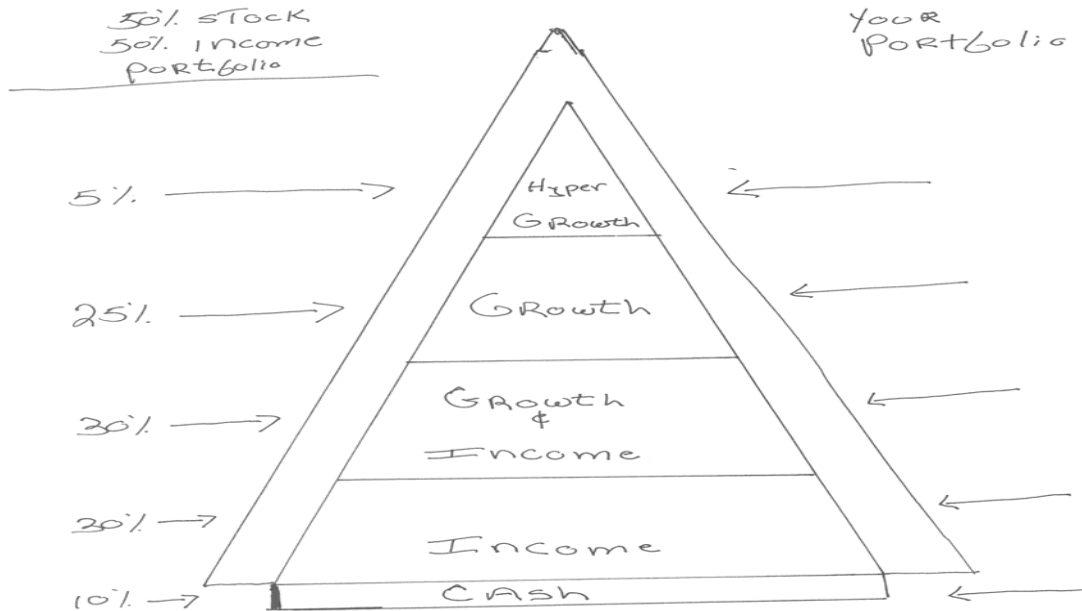 50% STOCK
50% INCOME
PORTFOLIO
YOUR
PORTFOLIO
5%
Hyper
GROWTH
25%
GROWTH
30%
GROWTH
&
INCOME
30%
INCOME
10%
CASH